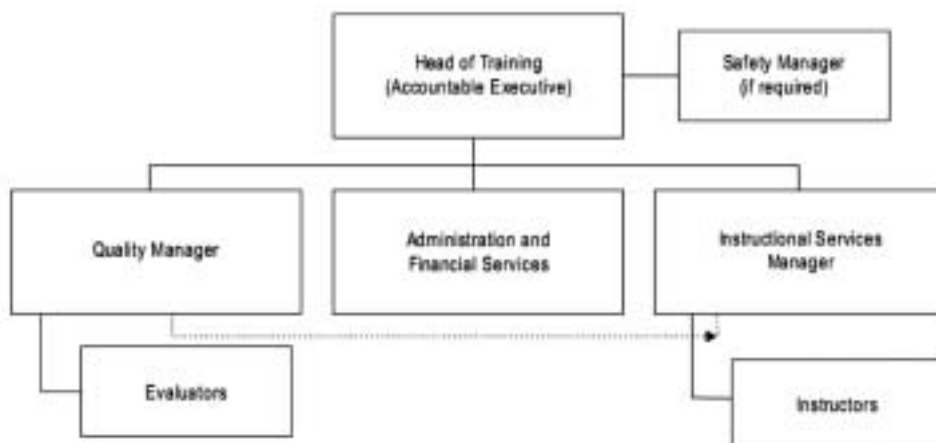 Head of Training
(Accountable Executive)
Safety Manager
(if required)
Quality Manager
Administration and
Financial Services
Instructional Services
Manager
Evaluators
Instructors